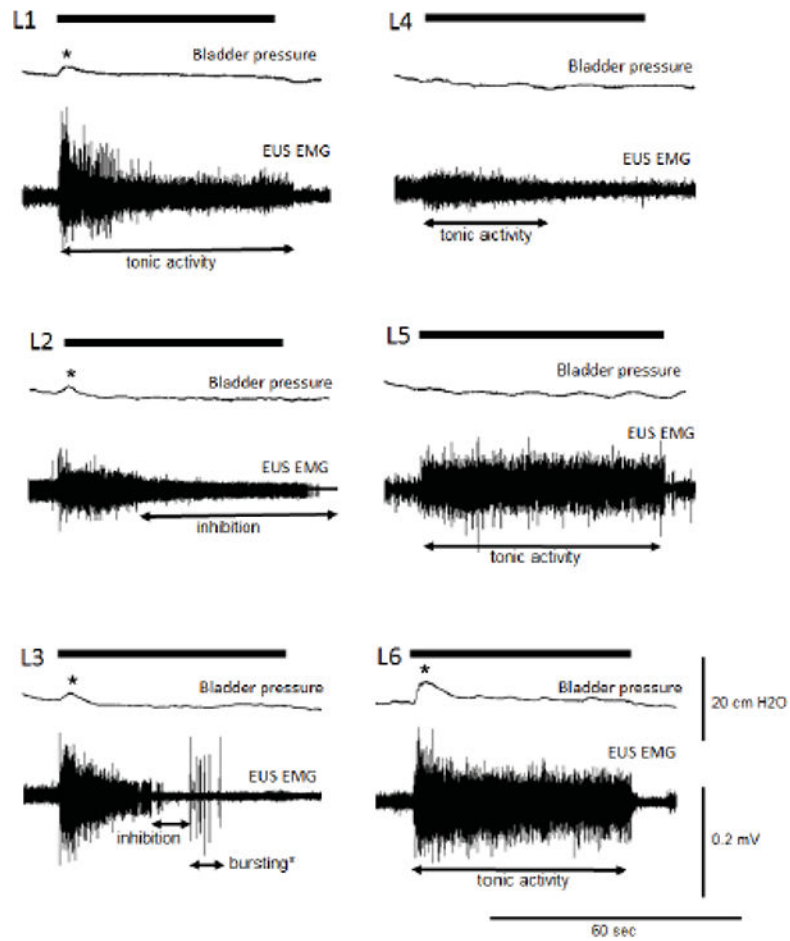 L1
*
Bladder pressure
EUS EMG
tonic activity
L4
Bladder pressure
EUS EMG
tonic aictivity
L2
*
Bladder pressure
EUS EMG
inhibition
L5
Bladder pressure
EUS EMG
tonic activity
L3
*
Bladder pressure
EUS EMG
inhibition
bursting*
L6
*
Bladder pressure
EUS EMG
tonic activity
20 cm H2O
0.2 mV
60 sec